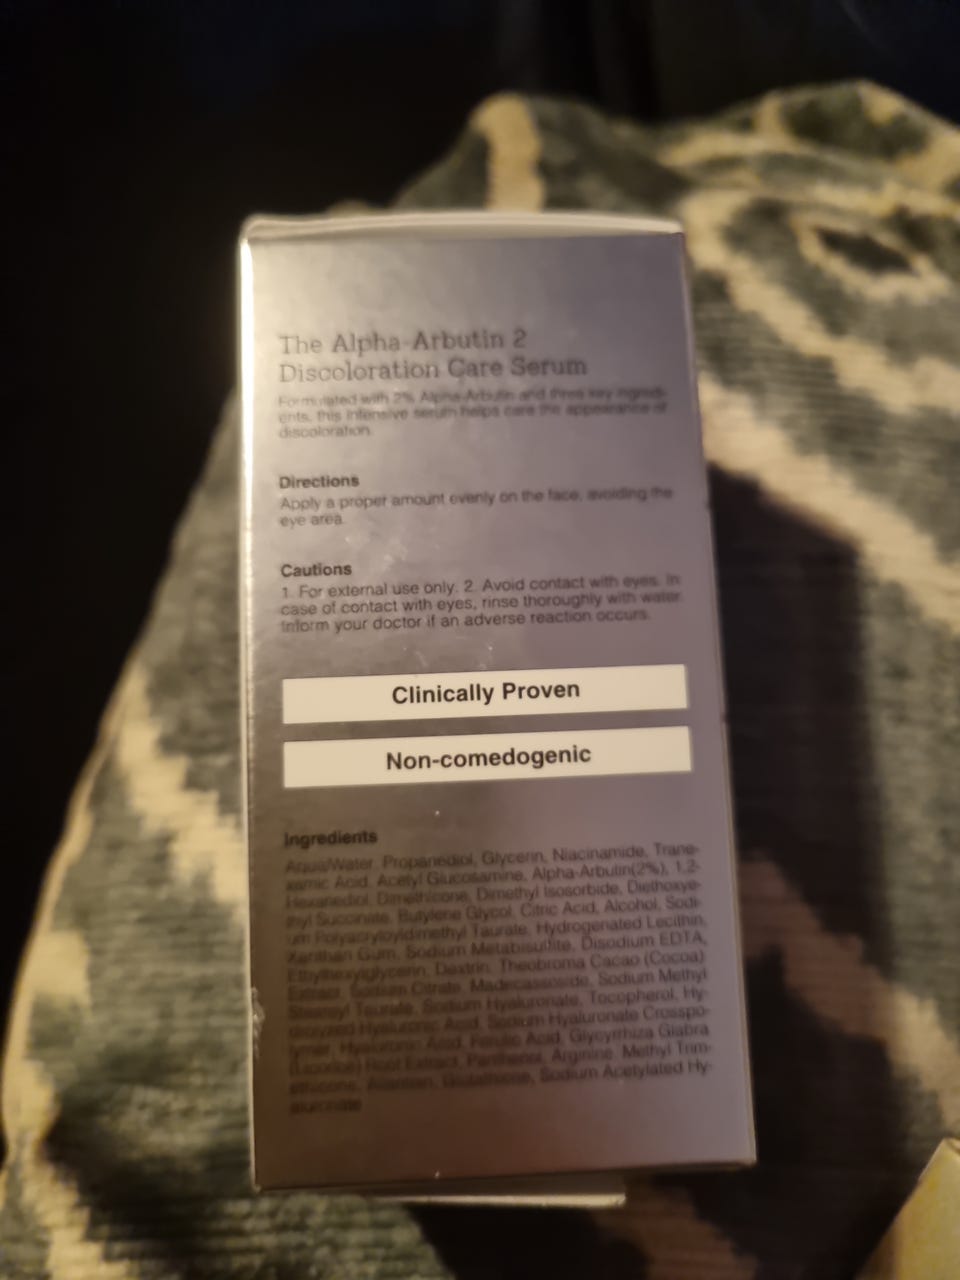 The Alpha-Arbutin 2
Discoloration Care Serum
Formulated with 2% Alpha-Arbutin and three key ingredi-
ents, this intensive serum helps care the appearance of
discoloration.
Directions
Apply a proper amount evenly on the face, avoiding the
eye area.
Cautions
1. For external use only. 2. Avoid contact with eyes. In
case of contact with eyes, rinse thoroughly with water.
Inform your doctor if an adverse reaction occurs.
Clinically Proven
Non-comedogenic
Ingredients
Aqua/Water, Propanediol, Glycerin, Niacinamide, Trane-
xamic Acid, Acetyl Glucosamine, Alpha-Arbutin(2%), 1,2-
Hexanediol, Dimethicone, Dimethyl Isosorbide, Diethoxye-
thyl Succinate, Butylene Glycol, Citric Acid, Alcohol, Sodi-
um Polyacryloyldimethyl Taurate, Hydrogenated Lecithin,
Xanthan Gum, Sodium Metabisulfite, Disodium EDTA,
Ethylhexylglycerin, Dextrin, Theobroma Cacao (Cocoa)
Extract, Sodium Citrate, Madecassoside, Sodium Methyl
Stearoyl Taurate, Sodium Hyaluronate, Tocopherol, Hy-
drolyzed Hyaluronic Acid, Sodium Hyaluronate Crosspo-
lymer, Hyaluronic Acid, Ferulic Acid, Glycyrrhiza Glabra
(Licorice) Root Extract, Panthenol, Arginine, Methyl Trim-
ethicone, Allantoin, Glutathione, Sodium Acetylated Hy-
aluronate